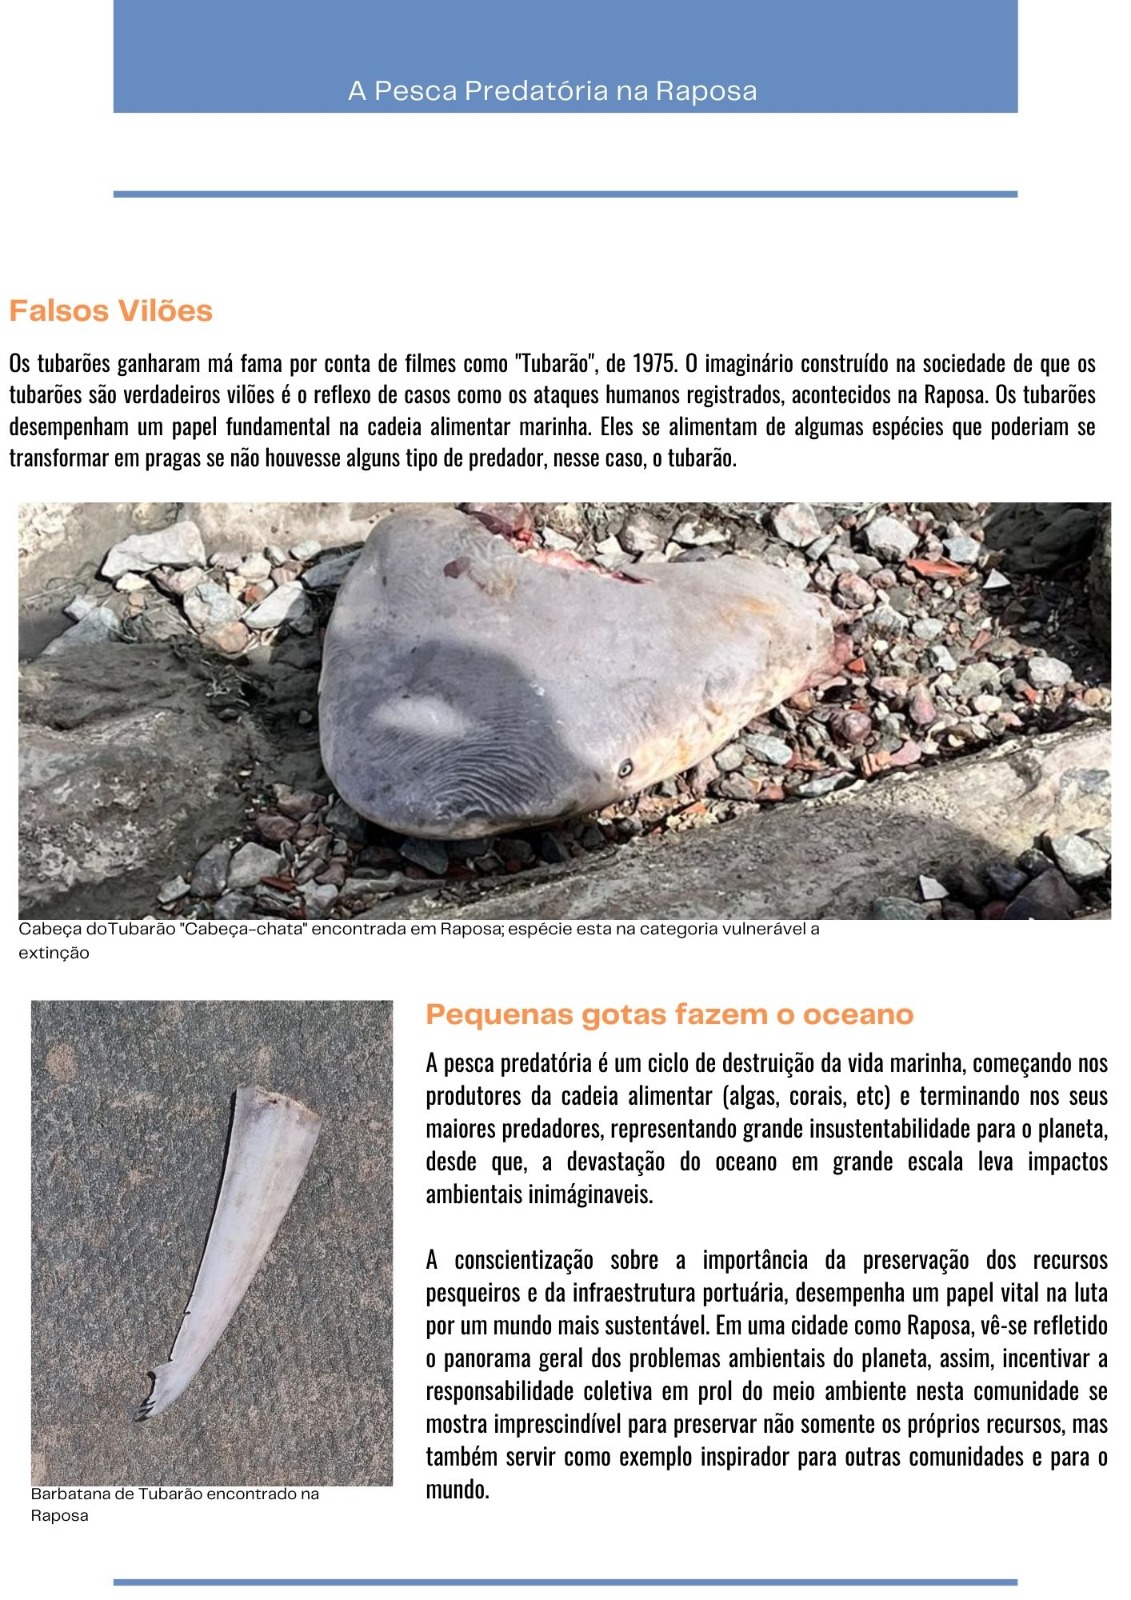 A Pesca Predatória na Raposa
Falsos Vilões
Os tubarões ganharam má fama por conta de filmes como "Tubarão", de 1975. O imaginário construído na sociedade de que os
tubarões são verdadeiros vilões é o reflexo de casos como os ataques humanos registrados, acontecidos na Raposa. Os tubarões
desempenham um papel fundamental na cadeia alimentar marinha. Eles se alimentam de algumas espécies que poderiam se
transformar em pragas se não houvesse alguns tipo de predador, nesse caso, o tubarão.
Cabeça doTubarão "Cabeça-chata" encontrada em Raposa; espécie esta na categoria vulnerável a
extinção
Pequenas gotas fazem o oceano
A pesca predatória é um ciclo de destruição da vida marinha, começando nos
produtores da cadeia alimentar (algas, corais, etc) e terminando nos seus
maiores predadores, representando grande insustentabilidade para o planeta,
desde que, a devastação do oceano em grande escala leva impactos
ambientais inimáginaveis.
A conscientização sobre a importância da preservação dos recursos
pesqueiros e da infraestrutura portuária, desempenha um papel vital na luta
por um mundo mais sustentável. Em uma cidade como Raposa, vê-se refletido
o panorama geral dos problemas ambientais do planeta, assim, incentivar a
responsabilidade coletiva em prol do meio ambiente nesta comunidade se
mostra imprescindível para preservar não somente os próprios recursos, mas
também servir como exemplo inspirador para outras comunidades e para o
mundo.
Barbatana de Tubarão encontrado na
Raposa